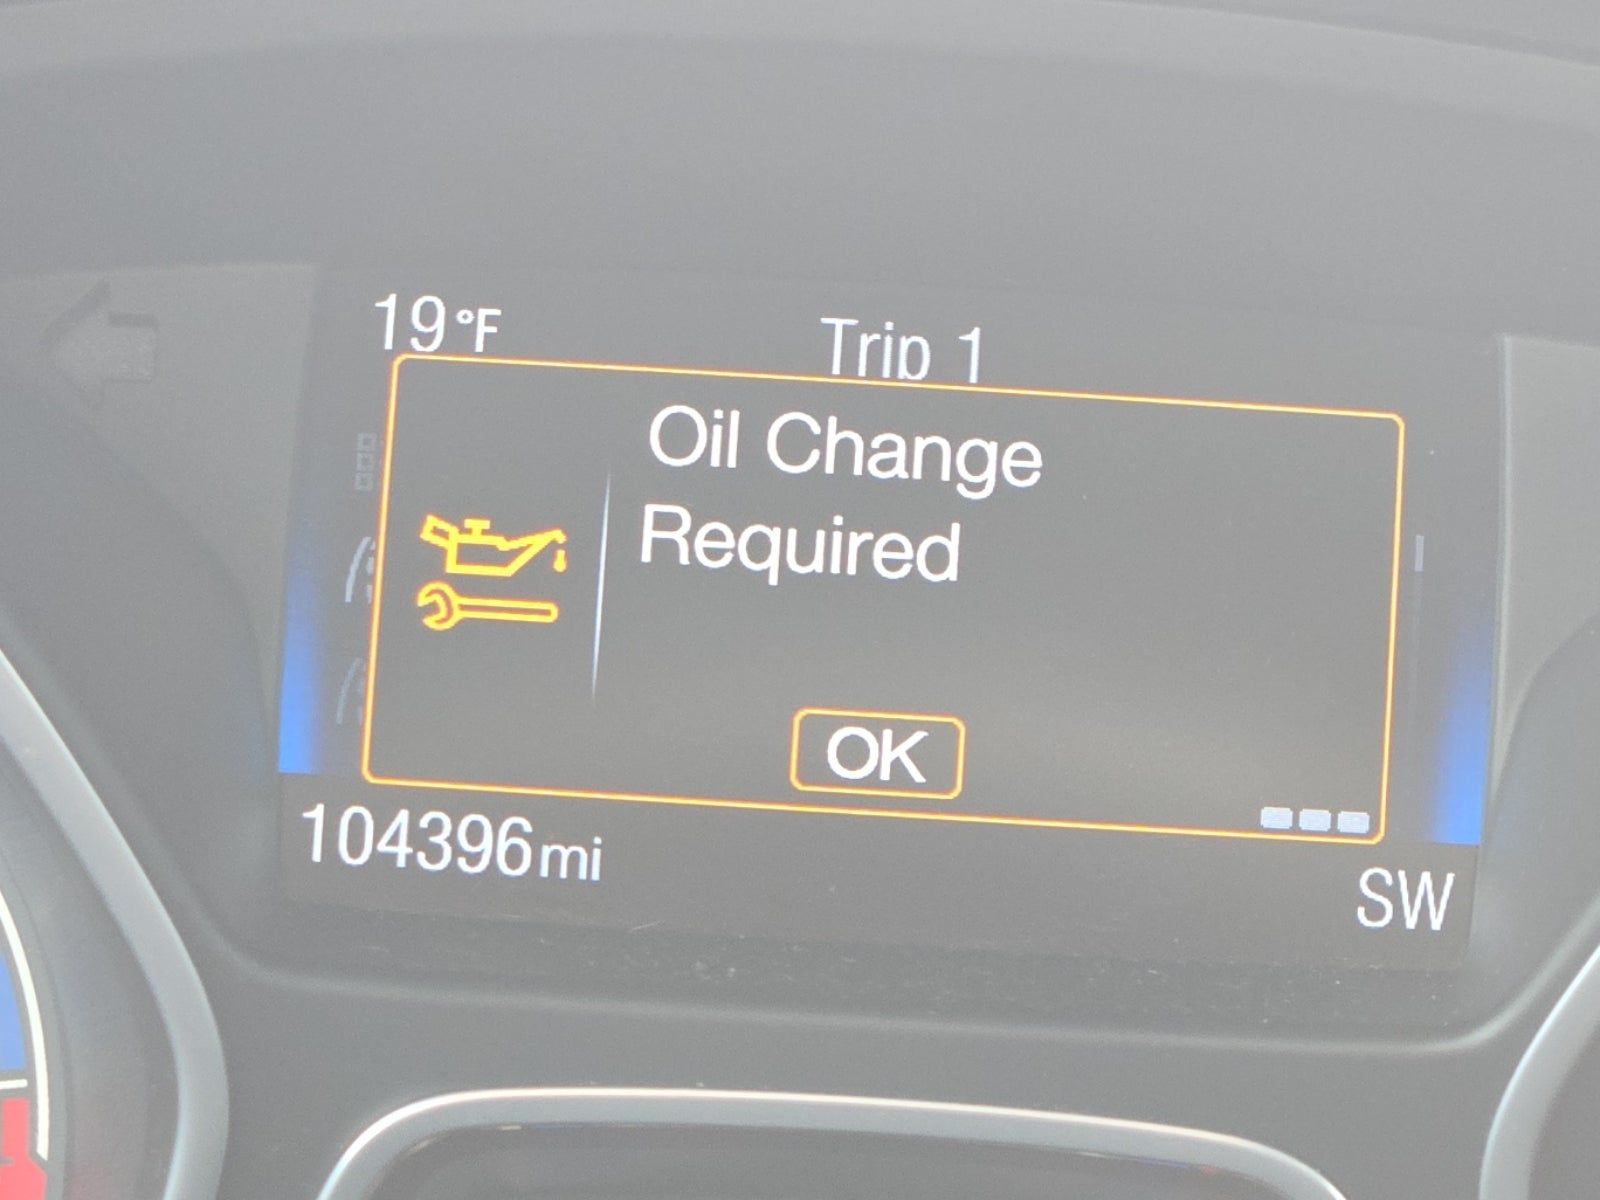 19°F
Trip 1
Oil Change
Required
OK
104396mi
SW